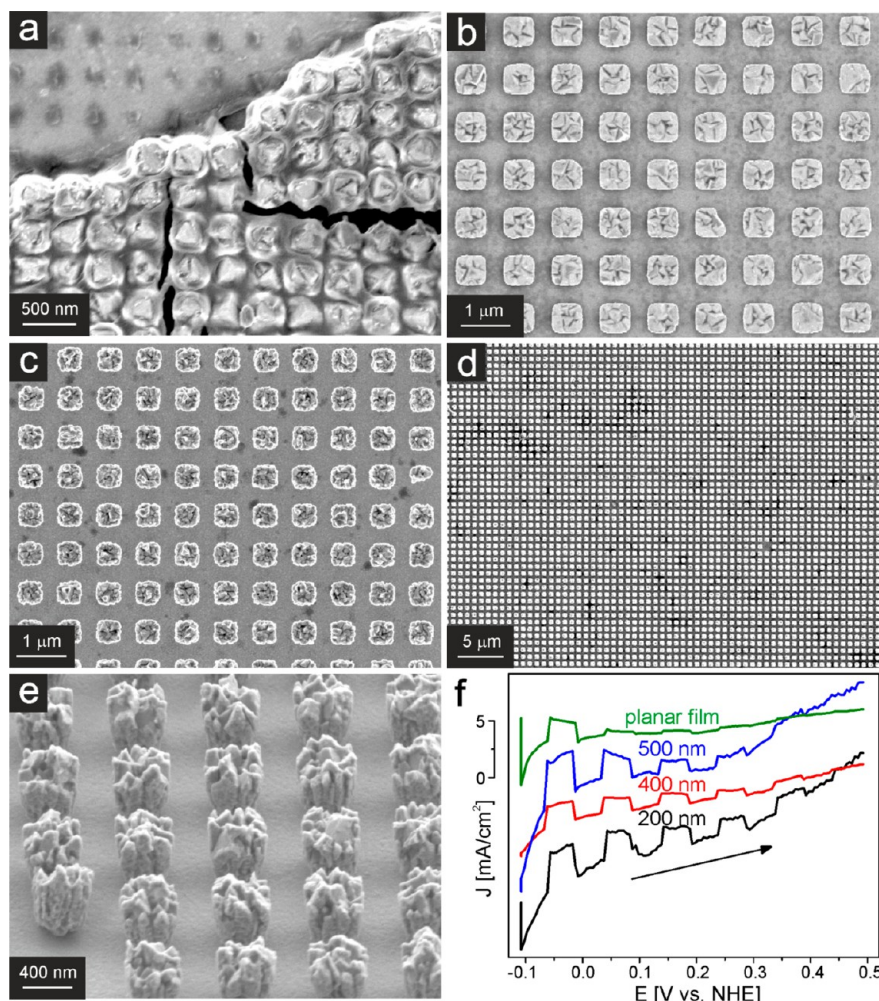 a
500 nm
b
1 μm
c
1 μm
d
5 μm
e
400 nm
f
planar film
500 nm
400 nm
200 nm
5
0
J [mA/cm²]
-0.1 0.0 0.1 0.2 0.3 0.4 0.5
E [V vs. NHE]